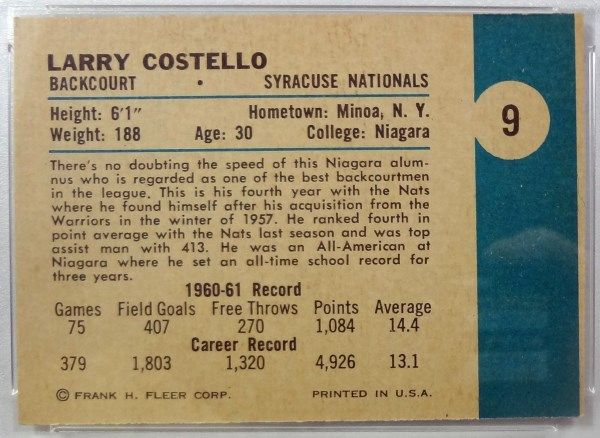 LARRY COSTELLO
BACKCOURT • SYRACUSE NATIONALS
9
Height: 6'1" Hometown: Minoa, N. Y.
Weight: 188 Age: 30 College: Niagara
There's no doubting the speed of this Niagara alum-
nus who is regarded as one of the best backcourtmen
in the league. This is his fourth year with the Nats
where he found himself after his acquisition from the
Warriors in the winter of 1957. He ranked fourth in
point average with the Nats last season and was top
assist man with 413. He was an All-American at
Niagara where he set an all-time school record for
three years.
1960-61 Record
Games Field Goals Free Throws Points Average
75 407 270 1,084 14.4
Career Record
379 1,803 1,320 4,926 13.1
© FRANK H. FLEER CORP. PRINTED IN U.S.A.